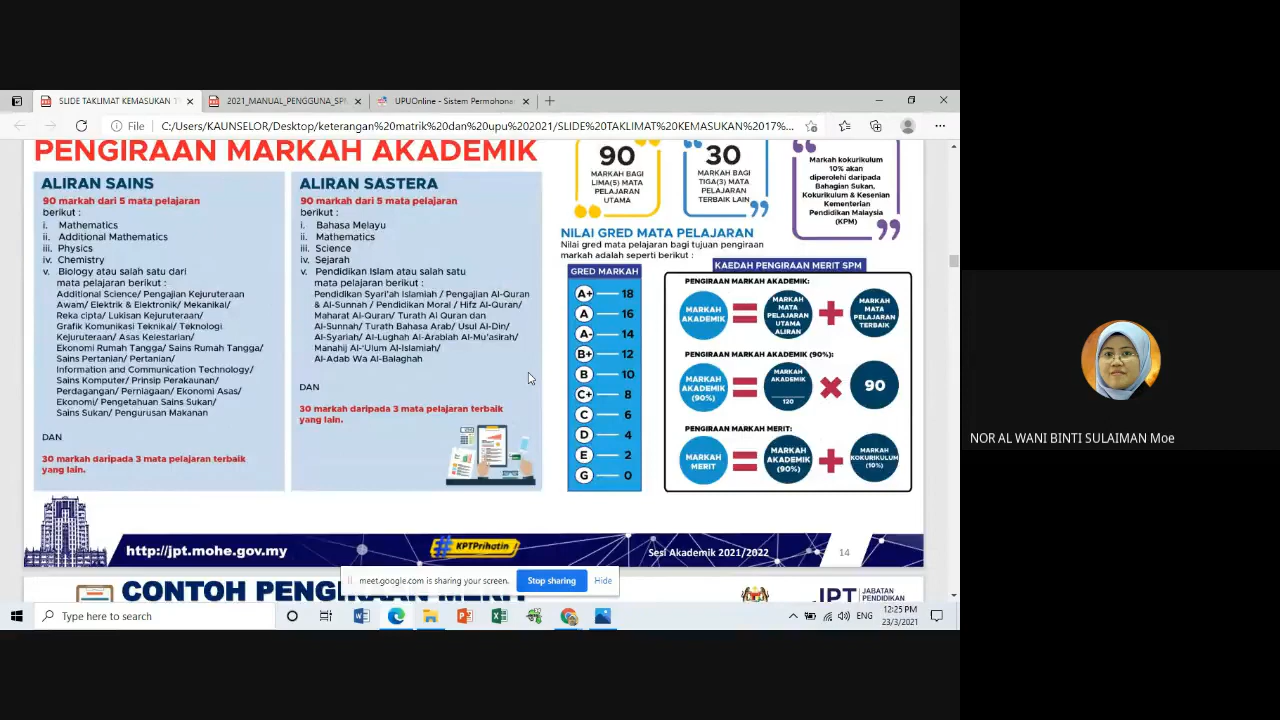 SLIDE TAKLIMAT KEMASUKAN
2021_MANUAL_PENGGUNA_SP
UPUOnline - Sistem Permohona
File
C:/Users/KAUNSELOR/Desktop/keterangan%20matrik%20dan%20upu%202021/SLIDE%20TAKLIMAT%20KEMASUKAN%2017%...
PENGIRAAN MARKAH AKADEMIK
ALIRAN SAINS
90 markah dari 5 mata pelajaran
berikut :
i. Mathematics
ii. Additional Mathematics
iii. Physics
iv. Chemistry
v. Biology atau salah satu dari
mata pelajaran berikut :
Additional Science/ Pengajian Kejuruteraan
Awam/ Elektrik & Elektronik/ Mekanikal/
Reka cipta/ Lukisan Kejuruteraan/
Grafik Komunikasi Teknikal/ Teknologi
Kejuruteraan/ Asas Kelestarian/
Ekonomi Rumah Tangga/ Sains Rumah Tangga/
Sains Pertanian/ Pertanian/
Information and Communication Technology/
Sains Komputer/ Prinsip Perakaunan/
Perdagangan/ Perniagaan/ Ekonomi Asas/
Ekonomi/ Pengetahuan Sains Sukan/
Sains Sukan/ Pengurusan Makanan
DAN
30 markah daripada 3 mata pelajaran terbaik
yang lain.
ALIRAN SASTERA
90 markah dari 5 mata pelajaran
berikut :
i. Bahasa Melayu
ii. Mathematics
iii. Science
iv. Sejarah
v. Pendidikan Islam atau salah satu
mata pelajaran berikut :
Pendidikan Syari'ah Islamiah / Pengajian Al-Quran
& Al-Sunnah / Pendidikan Moral / Hifz Al-Quran/
Maharat Al-Quran/ Turath Al Quran dan
Al-Sunnah/ Turath Bahasa Arab/ Usul Al-Din/
Al-Syariah/ Al-Lughah Al-Arabiah Al-Mu'asirah/
Manahij Al-'Ulum Al-Islamiah/
Al-Adab Wa Al-Balaghah
DAN
30 markah daripada 3 mata pelajaran terbaik
yang lain.
90
MARKAH BAGI
LIMA(5) MATA
PELAJARAN
UTAMA
30
MARKAH BAGI
TIGA(3) MATA
PELAJARAN
TERBAIK LAIN
Markah kokurikulum
10% akan
diperolehi daripada
Bahagian Sukan,
Kokurikulum & Kesenian
Kementerian
Pendidikan Malaysia
(KPM)
NILAI GRED MATA PELAJARAN
Nilai gred mata pelajaran bagi tujuan pengiraan
markah adalah seperti berikut :
GRED MARKAH
A+ 18
A 16
A- 14
B+ 12
B 10
C+ 8
C 6
D 4
E 2
G 0
KAEDAH PENGIRAAN MERIT SPM
PENGIRAAN MARKAH AKADEMIK:
MARKAH
AKADEMIK
=
MARKAH
MATA
PELAJARAN
UTAMA
ALIRAN
+
MARKAH
MATA
PELAJARAN
TERBAIK
PENGIRAAN MARKAH AKADEMIK (90%):
MARKAH
AKADEMIK
(90%)
=
MARKAH
AKADEMIK
120
×
90
PENGIRAAN MARKAH MERIT:
MARKAH
MERIT
=
MARKAH
AKADEMIK
(90%)
+
MARKAH
KOKURIKULUM
(10%)
http://jpt.mohe.gov.my
#KPTPrihatin
Sesi Akademik 2021/2022
14
CONTOH PENGIRAAN MERIT
JPT
JABATAN
PENDIDIKAN
meet.google.com is sharing your screen.
Stop sharing
Hide
Type here to search
ENG
12:25 PM
23/3/2021
NOR AL WANI BINTI SULAIMAN Moe